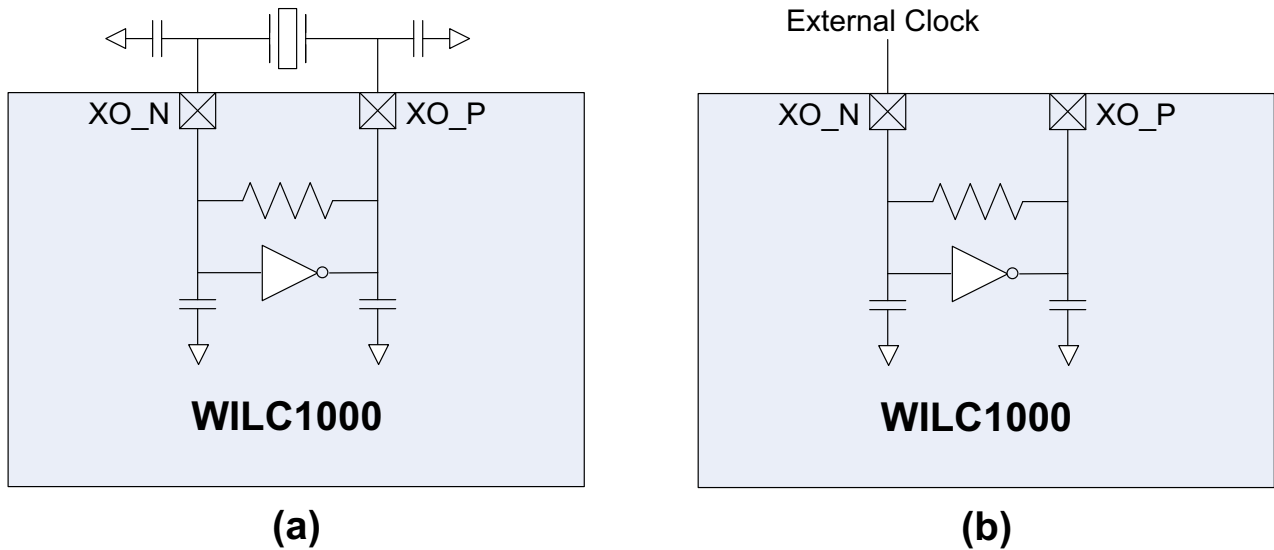 External Clock
XO_N XO_P XO_N XO_P
WILC1000 WILC1000
(a) (b)